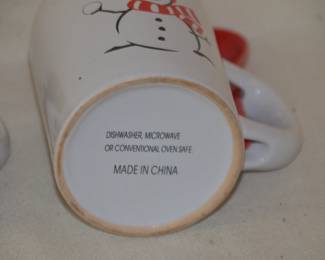 DISHWASHER, MICROWAVE
OR CONVENTIONAL OVEN SAFE
MADE IN CHINA